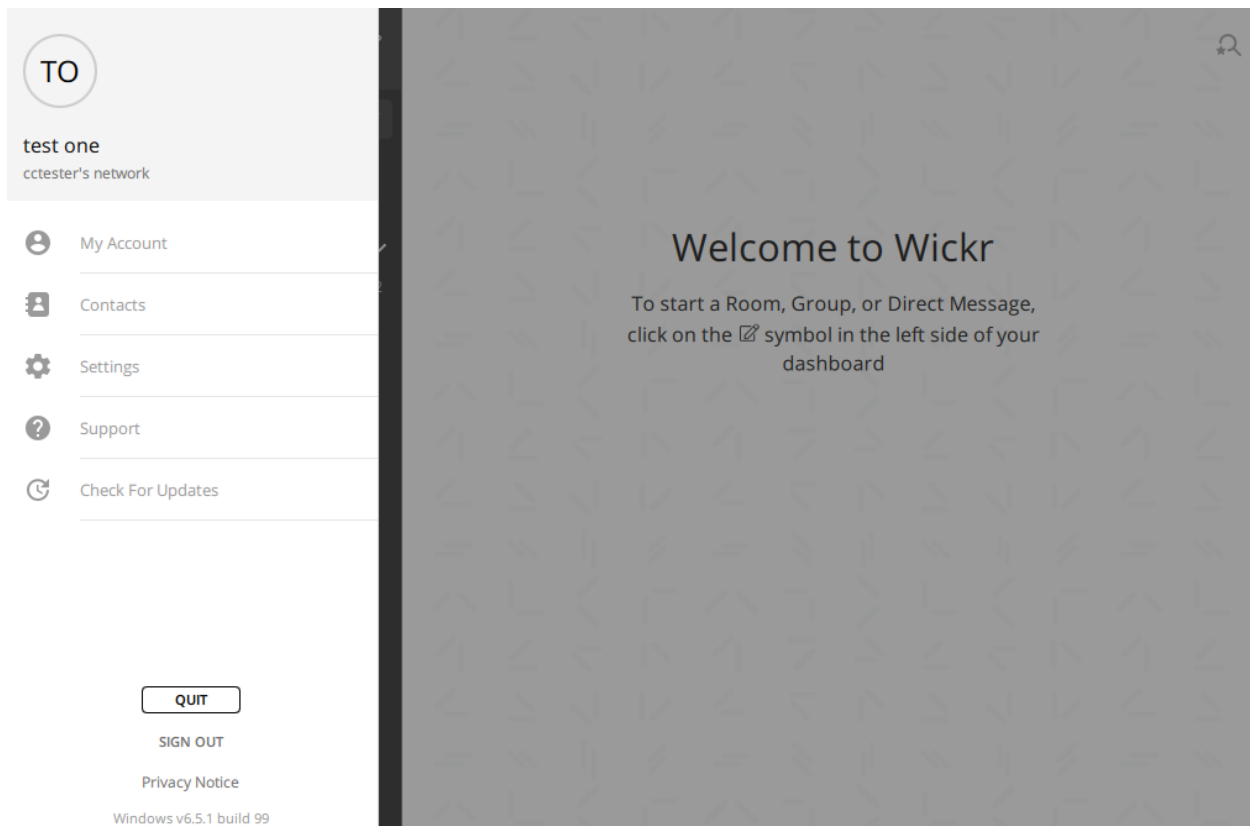 TO
test one
cctester's network
My Account
Contacts
Settings
Support
Check For Updates
QUIT
SIGN OUT
Privacy Notice
Windows v6.5.1 build 99
Welcome to Wickr
To start a Room, Group, or Direct Message,
click on the symbol in the left side of your
dashboard